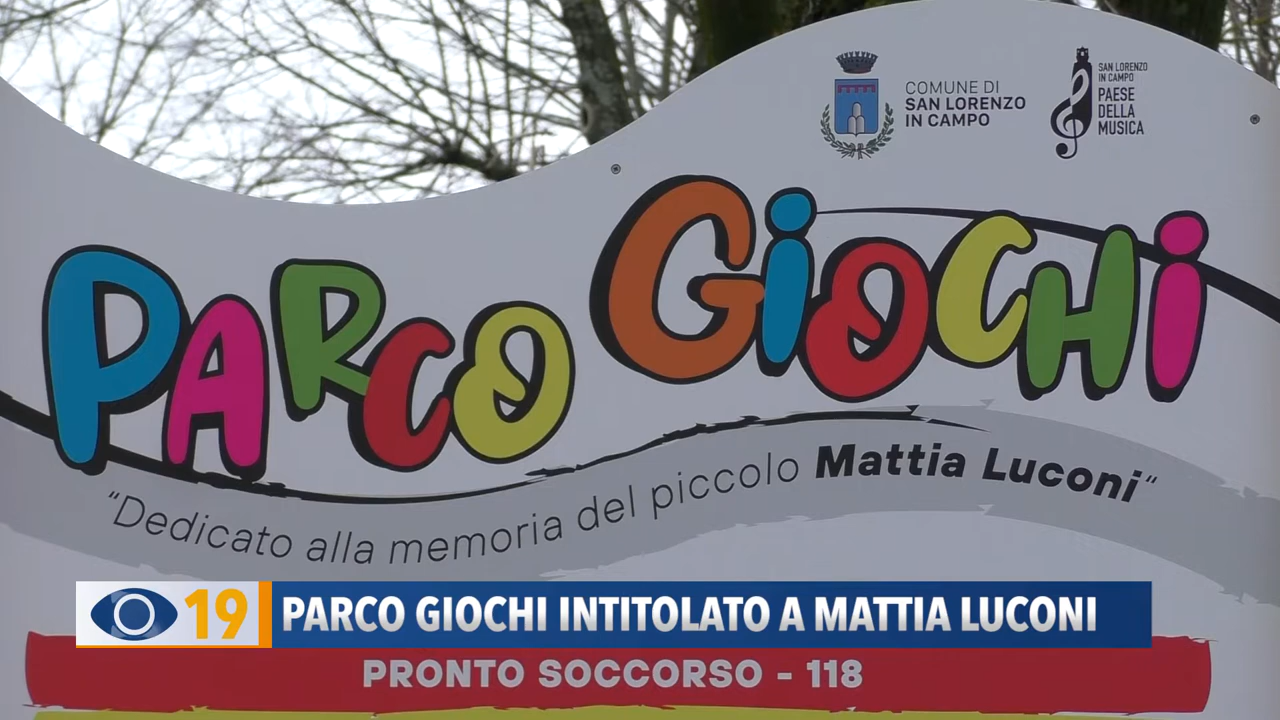 COMUNE DI
SAN LORENZO
IN CAMPO
SAN LORENZO
IN CAMPO
PAESE
DELLA
MUSICA
PARCO GIOCHI
"Dedicato alla memoria del piccolo Mattia Luconi"
19 PARCO GIOCHI INTITOLATO A MATTIA LUCONI
PRONTO SOCCORSO - 118